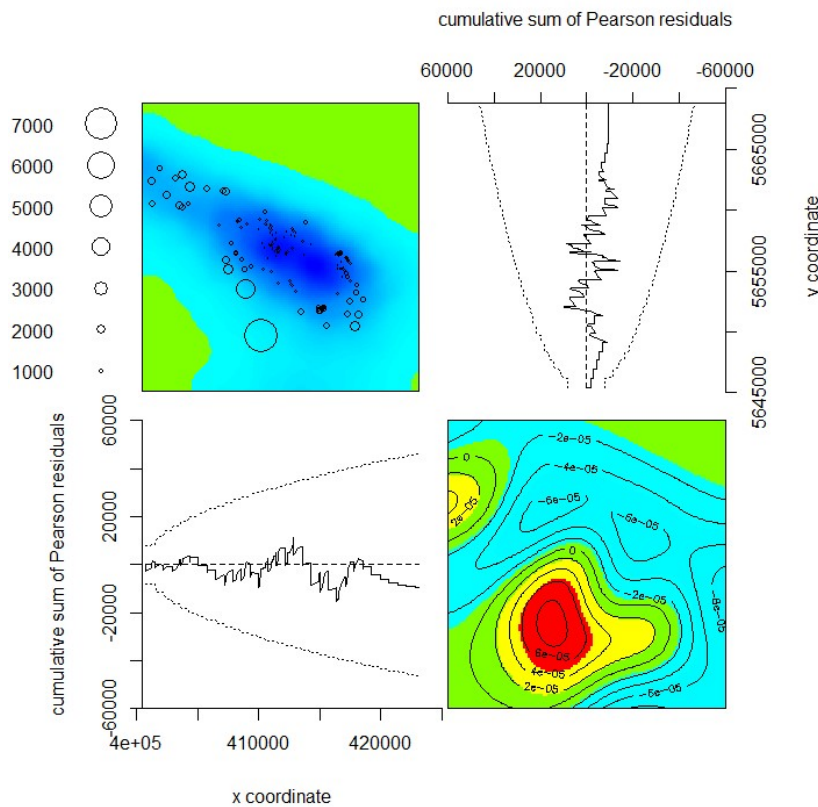 cumulative sum of Pearson residuals
60000 20000 -20000 -60000
7000
6000
5000
4000
3000
2000
1000
5665000
5655000
5645000
v coordinate
cumulative sum of Pearson residuals
60000
20000
0
-20000
-60000
4e+05 410000 420000
x coordinate
-2e-05
0
-4e-05
-6e-05
2e-05
-6e-05
0
-2e-05
-8e-05
6e-05
4e-05
2e-05
-6e-05